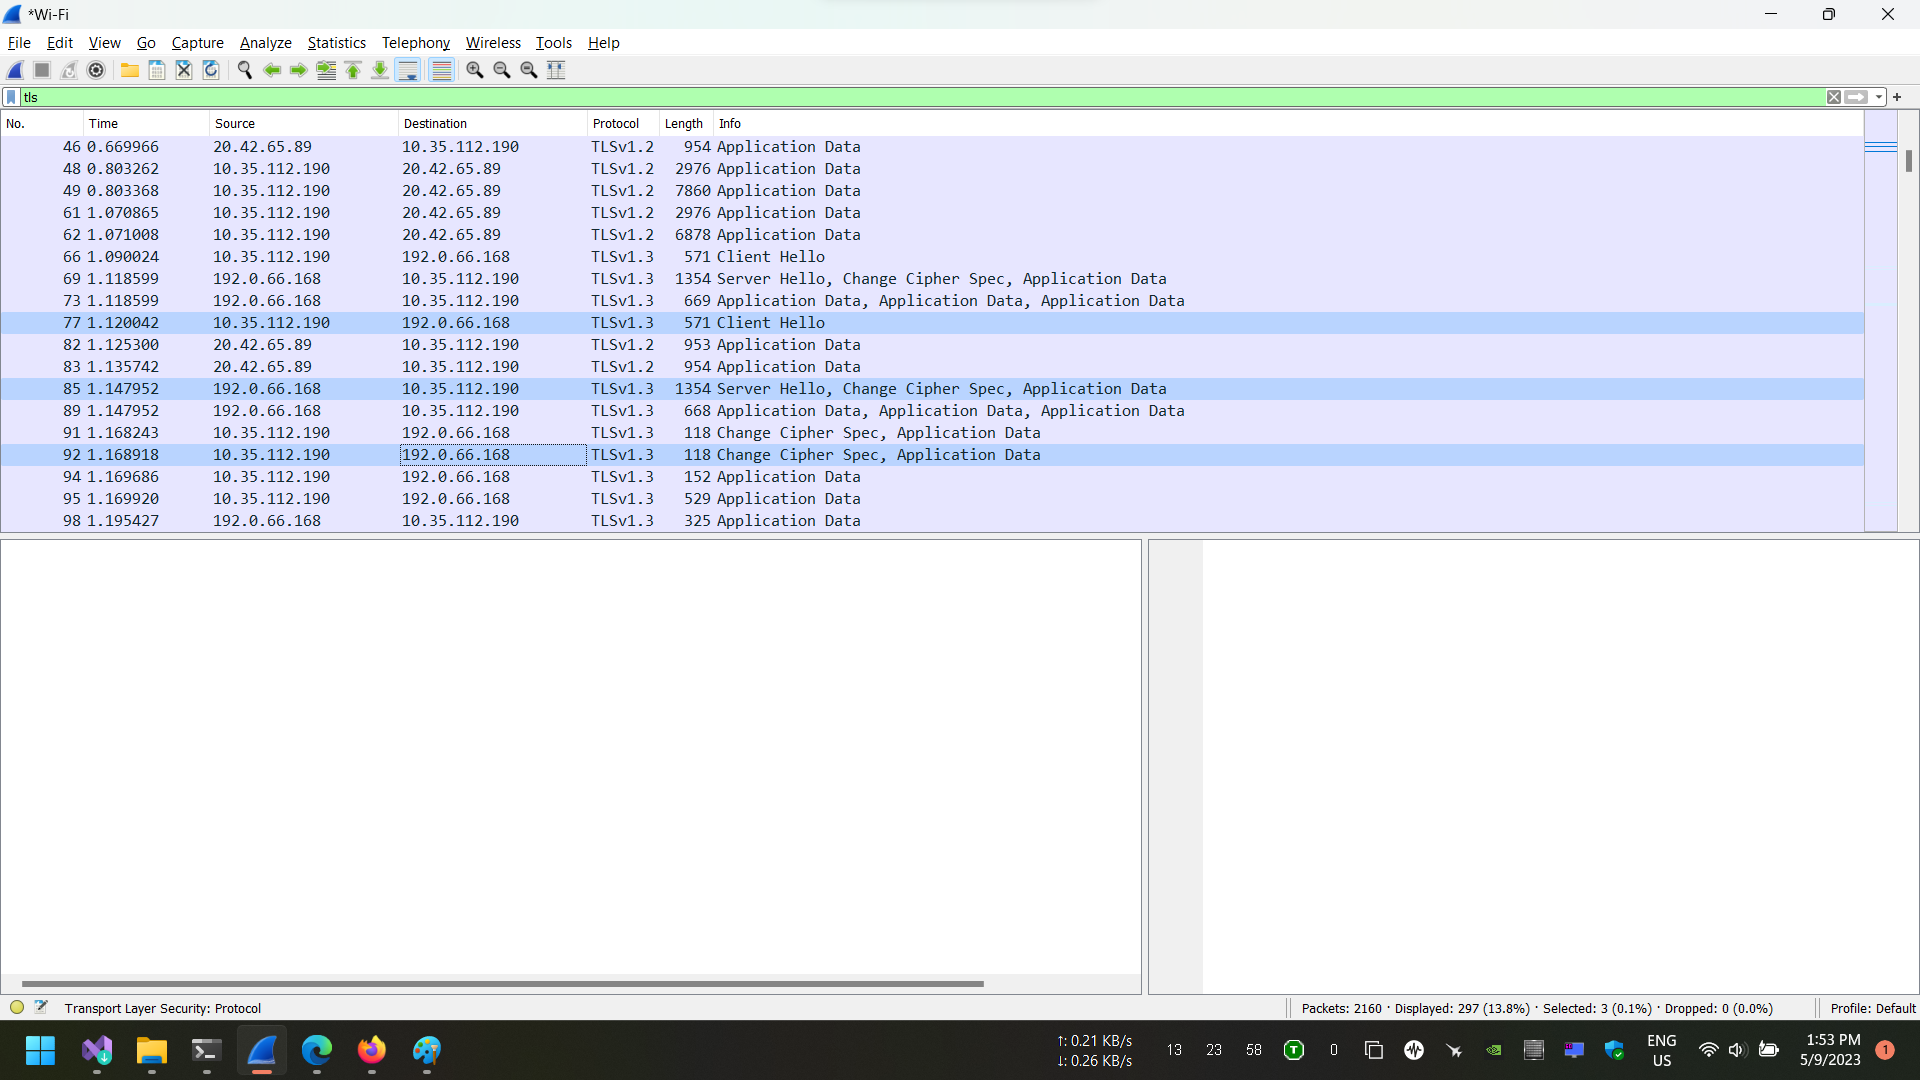 *Wi-Fi
File Edit View Go Capture Analyze Statistics Telephony Wireless Tools Help
tls
No. Time Source Destination Protocol Length Info
46 0.669966 20.42.65.89 10.35.112.190 TLSv1.2 954 Application Data
48 0.803262 10.35.112.190 20.42.65.89 TLSv1.2 2976 Application Data
49 0.803368 10.35.112.190 20.42.65.89 TLSv1.2 7860 Application Data
61 1.070865 10.35.112.190 20.42.65.89 TLSv1.2 2976 Application Data
62 1.071008 10.35.112.190 20.42.65.89 TLSv1.2 6878 Application Data
66 1.090024 10.35.112.190 192.0.66.168 TLSv1.3 571 Client Hello
69 1.118599 192.0.66.168 10.35.112.190 TLSv1.3 1354 Server Hello, Change Cipher Spec, Application Data
73 1.118599 192.0.66.168 10.35.112.190 TLSv1.3 669 Application Data, Application Data, Application Data
77 1.120042 10.35.112.190 192.0.66.168 TLSv1.3 571 Client Hello
82 1.125300 20.42.65.89 10.35.112.190 TLSv1.2 953 Application Data
83 1.135742 20.42.65.89 10.35.112.190 TLSv1.2 954 Application Data
85 1.147952 192.0.66.168 10.35.112.190 TLSv1.3 1354 Server Hello, Change Cipher Spec, Application Data
89 1.147952 192.0.66.168 10.35.112.190 TLSv1.3 668 Application Data, Application Data, Application Data
91 1.168243 10.35.112.190 192.0.66.168 TLSv1.3 118 Change Cipher Spec, Application Data
92 1.168918 10.35.112.190 192.0.66.168 TLSv1.3 118 Change Cipher Spec, Application Data
94 1.169686 10.35.112.190 192.0.66.168 TLSv1.3 152 Application Data
95 1.169920 10.35.112.190 192.0.66.168 TLSv1.3 529 Application Data
98 1.195427 192.0.66.168 10.35.112.190 TLSv1.3 325 Application Data
Transport Layer Security: Protocol Packets: 2160 · Displayed: 297 (13.8%) · Selected: 3 (0.1%) · Dropped: 0 (0.0%) Profile: Default
↑: 0.21 KB/s
↓: 0.26 KB/s
13 23 58 T 0
ENG
US
1:53 PM
5/9/2023
1